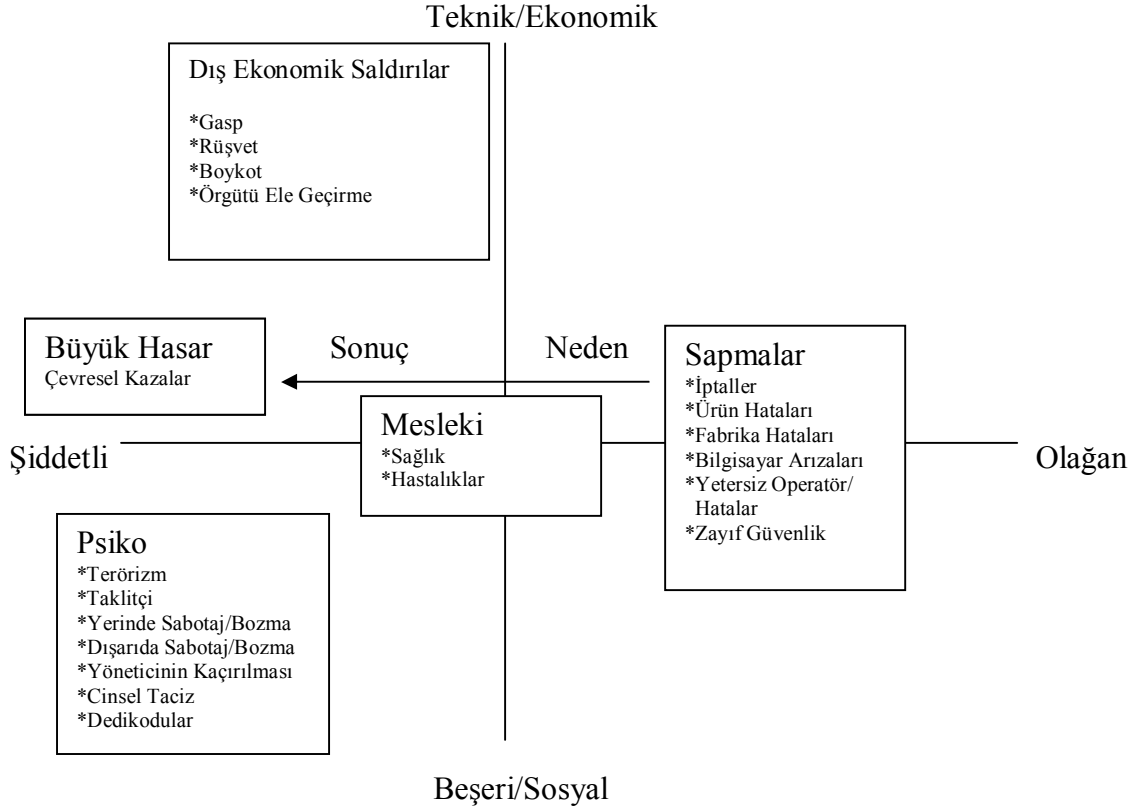 Teknik/Ekonomik
Dış Ekonomik Saldırılar
*Gasp
*Rüşvet
*Boykot
*Örgütü Ele Geçirme
Büyük Hasar
Çevresel Kazalar
Sonuç
Neden
Sapmalar
*İptaller
*Ürün Hataları
*Fabrika Hataları
*Bilgisayar Arızaları
*Yetersiz Operatör/
Hatalar
*Zayıf Güvenlik
Mesleki
*Sağlık
*Hastalıklar
Şiddetli
Olağan
Psiko
*Terörizm
*Taklitçi
*Yerinde Sabotaj/Bozma
*Dışarıda Sabotaj/Bozma
*Yöneticinin Kaçırılması
*Cinsel Taciz
*Dedikodular
Beşeri/Sosyal